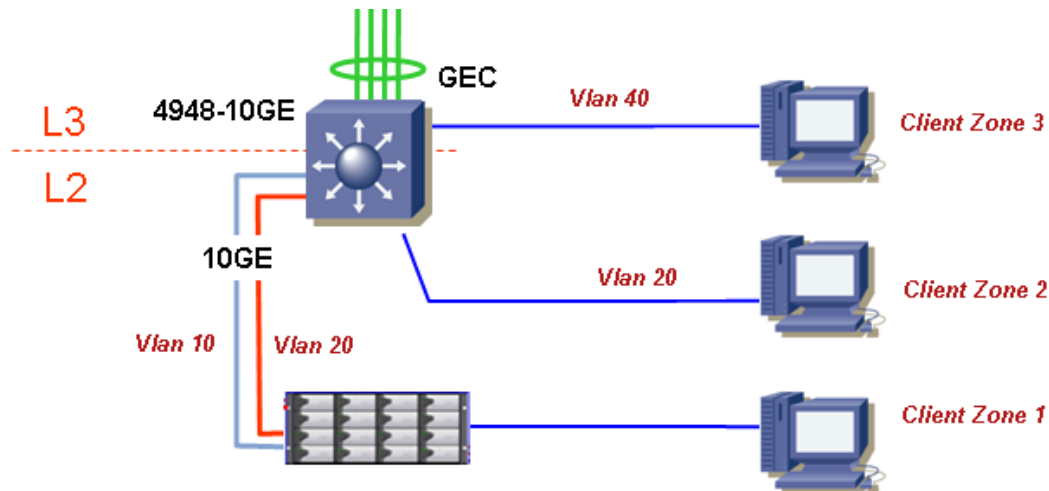 GEC
4948-10GE
Vlan 40
Client Zone 3
L3
L2
10GE
Vlan 20
Client Zone 2
Vlan 10
Vlan 20
Client Zone 1